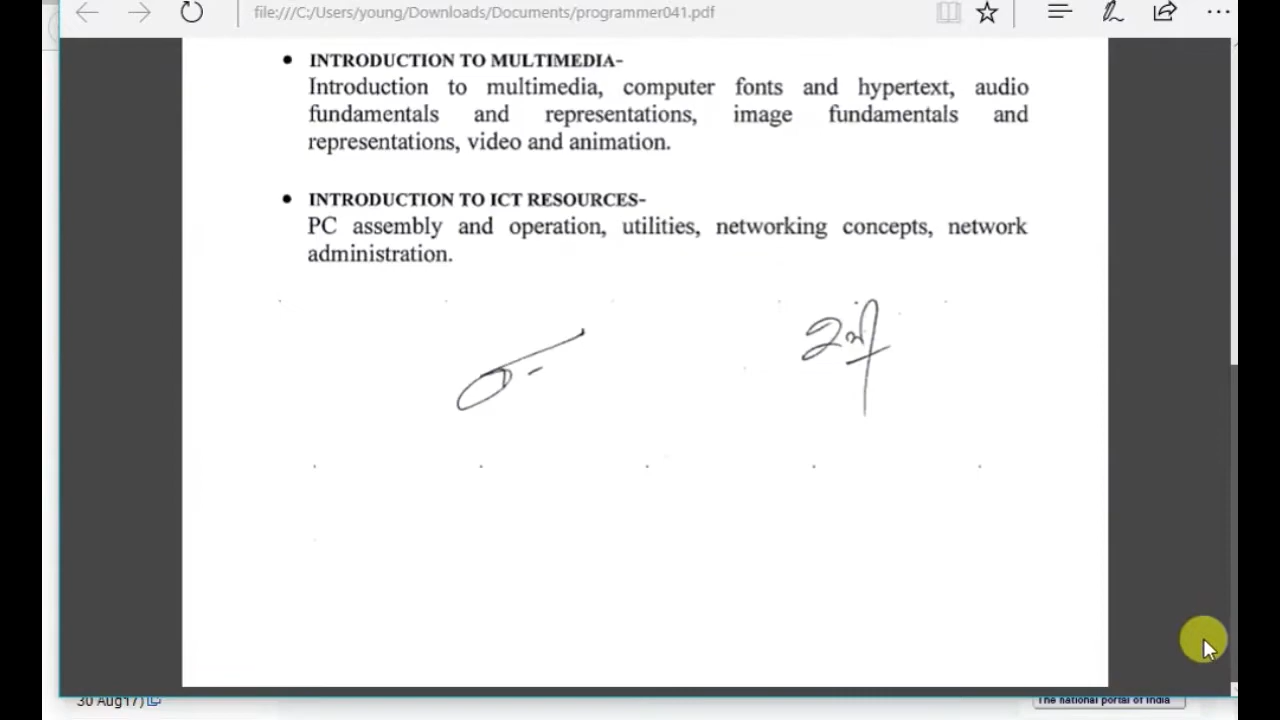 file:///C:/Users/young/Downloads/Documents/programmer041.pdf
• INTRODUCTION TO MULTIMEDIA-
Introduction to multimedia, computer fonts and hypertext, audio
fundamentals and representations, image fundamentals and
representations, video and animation.
• INTRODUCTION TO ICT RESOURCES-
PC assembly and operation, utilities, networking concepts, network
administration.
30 Aug17)
The national portal of India